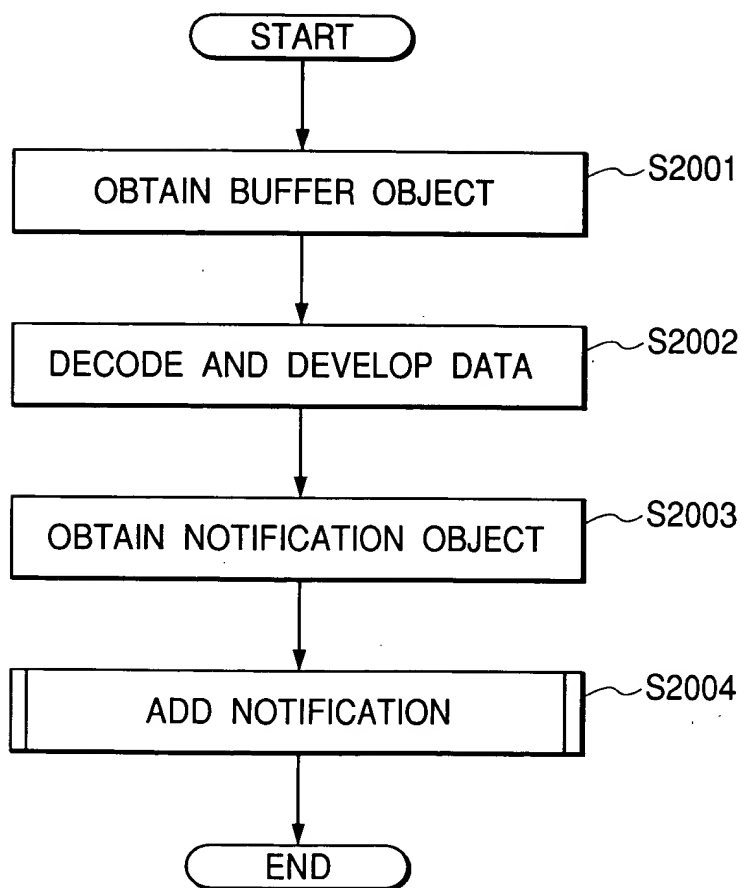 START
OBTAIN BUFFER OBJECT
S2001
DECODE AND DEVELOP DATA
S2002
OBTAIN NOTIFICATION OBJECT
S2003
ADD NOTIFICATION
S2004
END